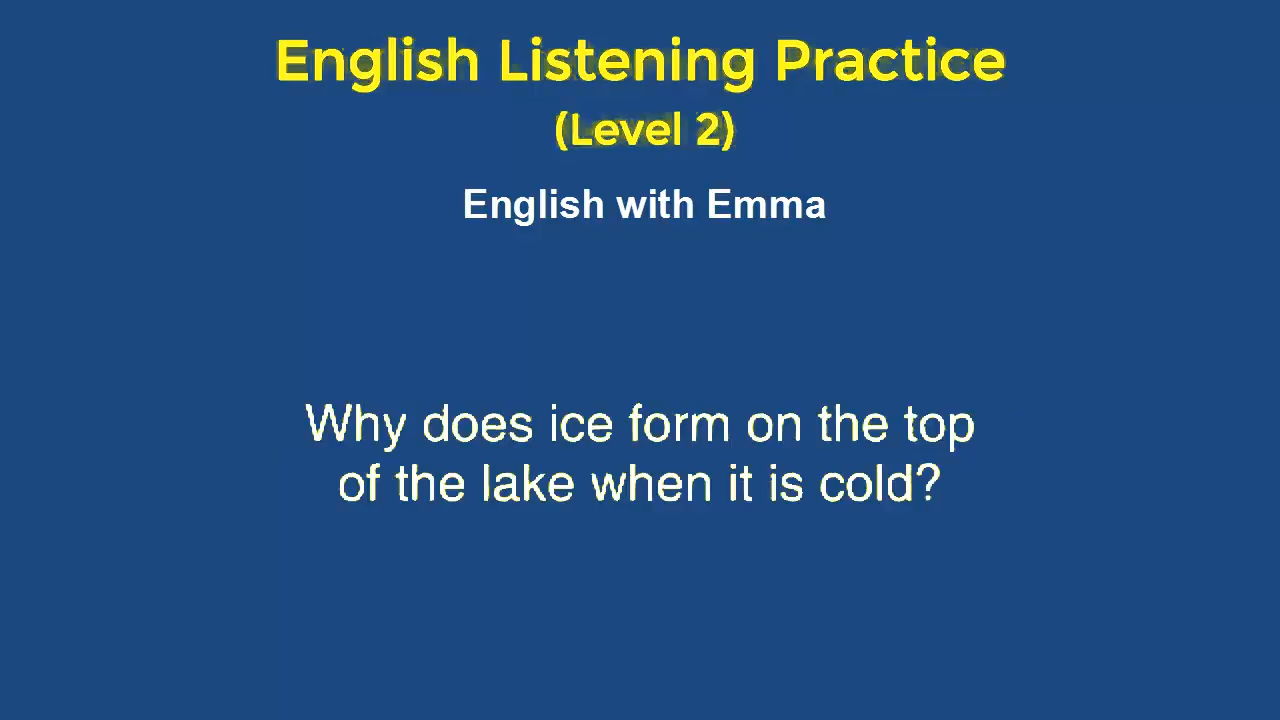 English Listening Practice
(Level 2)
English with Emma
Why does ice form on the top
of the lake when it is cold?